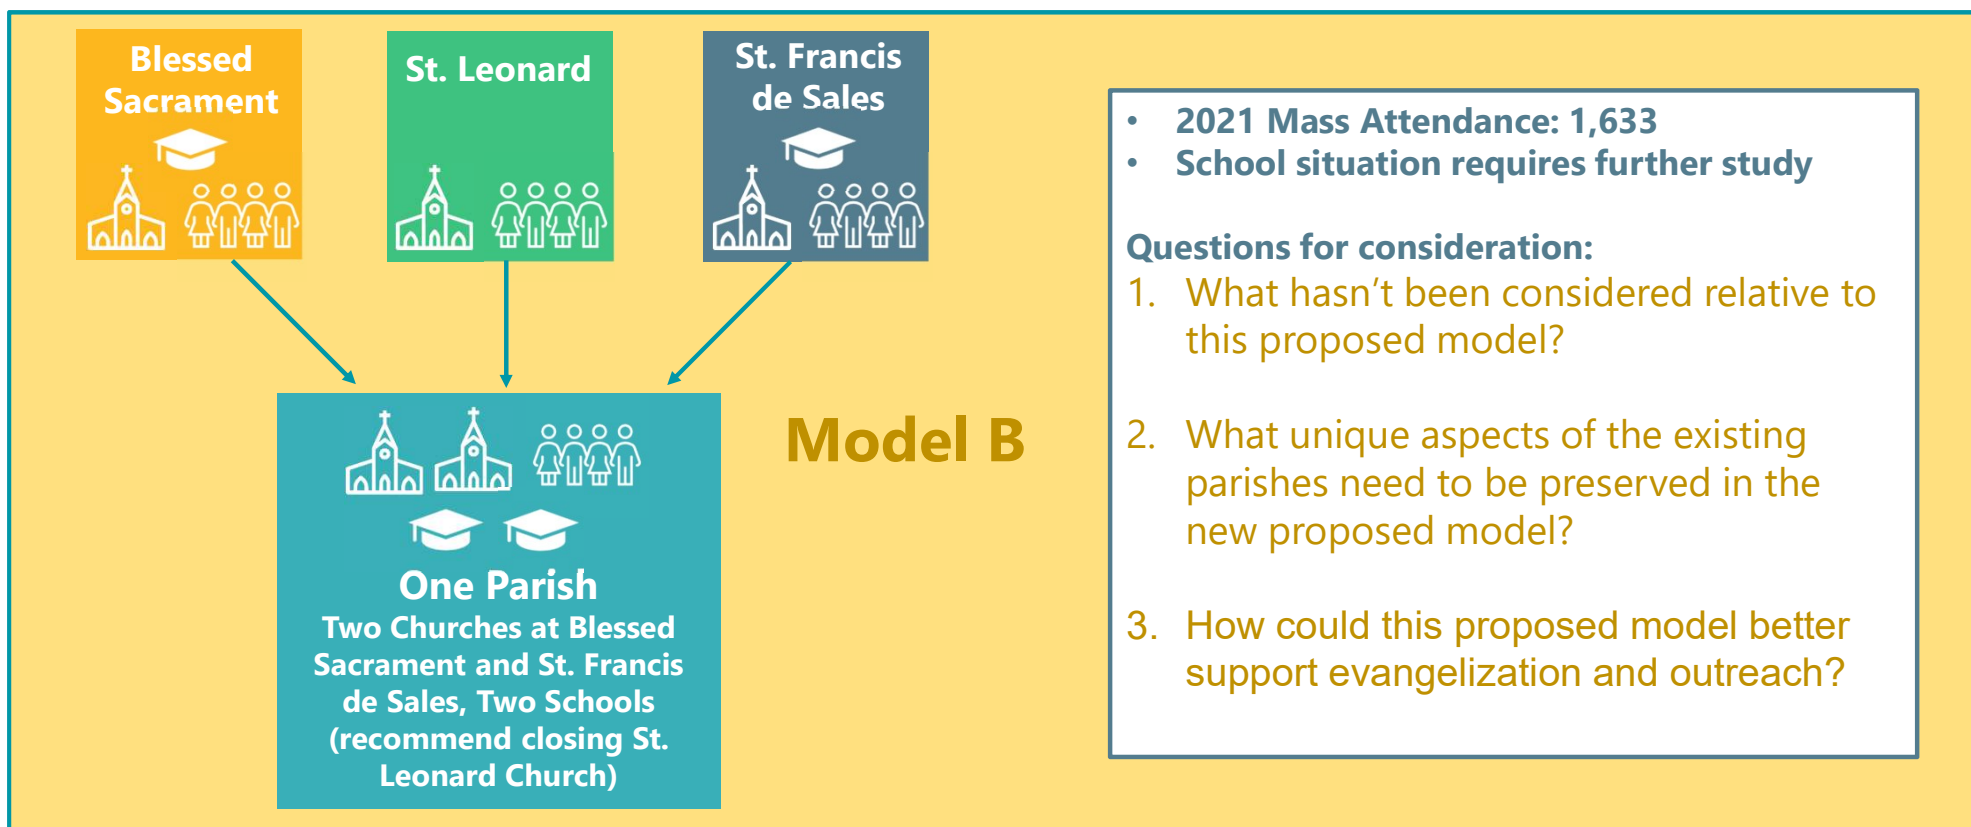 Blessed
Sacrament
St. Leonard
St. Francis
de Sales
One Parish
Two Churches at Blessed
Sacrament and St. Francis
de Sales, Two Schools
(recommend closing St.
Leonard Church)
Model B
• 2021 Mass Attendance: 1,633
• School situation requires further study
Questions for consideration:
1. What hasn’t been considered relative to
this proposed model?
2. What unique aspects of the existing
parishes need to be preserved in the
new proposed model?
3. How could this proposed model better
support evangelization and outreach?